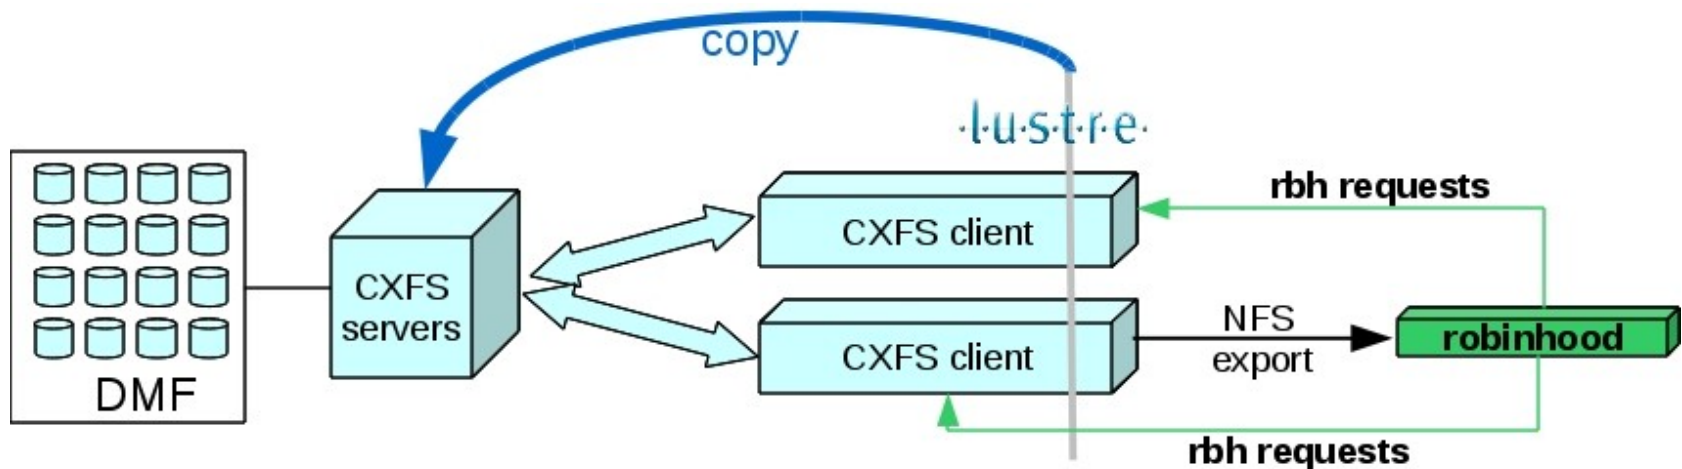 copy
·l·u·s·t·r·e·
rbh requests
CXFS client
CXFS
servers
NFS
export
CXFS client
robinhood
DMF
rbh requests